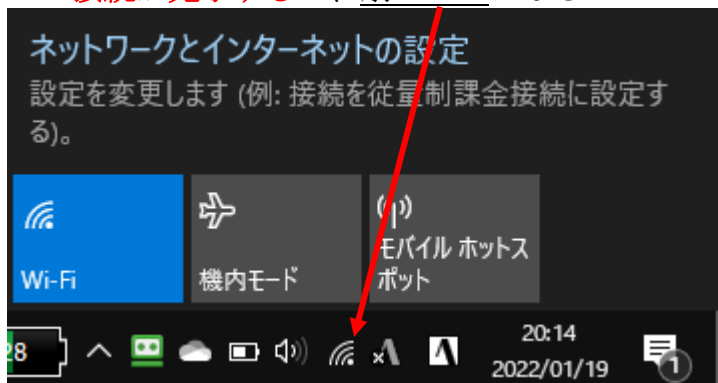 ネットワークとインターネットの設定
設定を変更します (例: 接続を従量制課金接続に設定す
る)。
Wi-Fi
機内モード
モバイル ホットス
ポット
28
20:14
2022/01/19
1